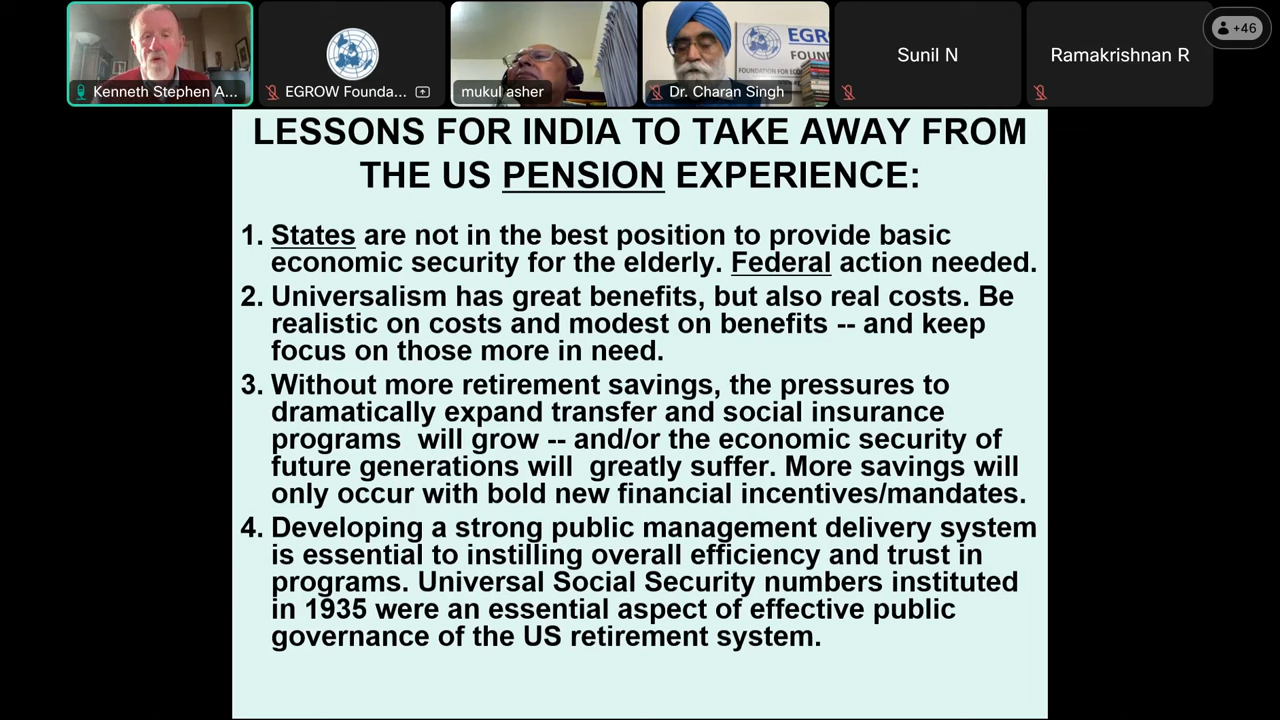 Kenneth Stephen A...
EGROW Founda...
mukul asher
EGR
FOUN
FOUNDATION FOR ECO
Dr. Charan Singh
Sunil N
Ramakrishnan R
+46
LESSONS FOR INDIA TO TAKE AWAY FROM
THE US PENSION EXPERIENCE:
1. States are not in the best position to provide basic
economic security for the elderly. Federal action needed.
2. Universalism has great benefits, but also real costs. Be
realistic on costs and modest on benefits -- and keep
focus on those more in need.
3. Without more retirement savings, the pressures to
dramatically expand transfer and social insurance
programs will grow -- and/or the economic security of
future generations will greatly suffer. More savings will
only occur with bold new financial incentives/mandates.
4. Developing a strong public management delivery system
is essential to instilling overall efficiency and trust in
programs. Universal Social Security numbers instituted
in 1935 were an essential aspect of effective public
governance of the US retirement system.